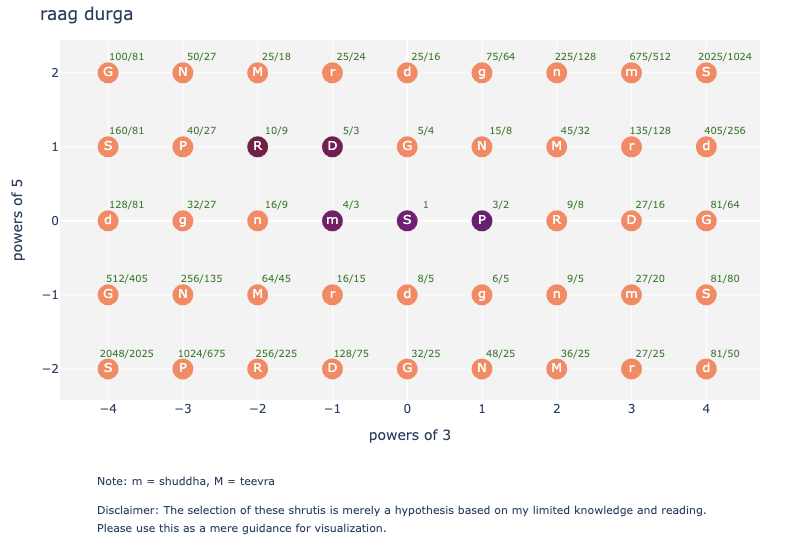 raag durga
100/81 50/27 25/18 25/24 25/16 75/64 225/128 675/512 2025/1024
2 G N M r d g n m S
160/81 40/27 10/9 5/3 5/4 15/8 45/32 135/128 405/256
1 S P R D G N M r d
128/81 32/27 16/9 4/3 1 3/2 9/8 27/16 81/64
0 d g n m S P R D G
512/405 256/135 64/45 16/15 8/5 6/5 9/5 27/20 81/80
−1 G N M r d g n m S
2048/2025 1024/675 256/225 128/75 32/25 48/25 36/25 27/25 81/50
−2 S P R D G N M r d
−4 −3 −2 −1 0 1 2 3 4
powers of 5
powers of 3
Note: m = shuddha, M = teevra
Disclaimer: The selection of these shrutis is merely a hypothesis based on my limited knowledge and reading.
Please use this as a mere guidance for visualization.